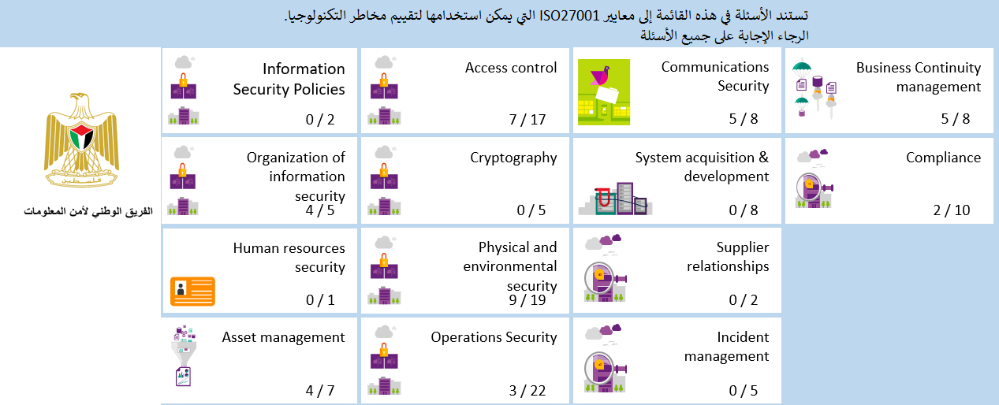 تستند الأسئلة في هذه القائمة إلى معايير ISO27001 التي يمكن استخدامها لتقييم مخاطر التكنولوجيا.
الرجاء الإجابة على جميع الأسئلة
فلسطين
الفريق الوطني لأمن المعلومات
Information
Security Policies
0 / 2
Access control
7 / 17
Communications
Security
5 / 8
Business Continuity
management
5 / 8
Organization of
information
security
4 / 5
Cryptography
0 / 5
System acquisition &
development
0 / 8
Compliance
2 / 10
Human resources
security
0 / 1
Physical and
environmental
security
9 / 19
Supplier
relationships
0 / 2
Asset management
4 / 7
Operations Security
3 / 22
Incident
management
0 / 5